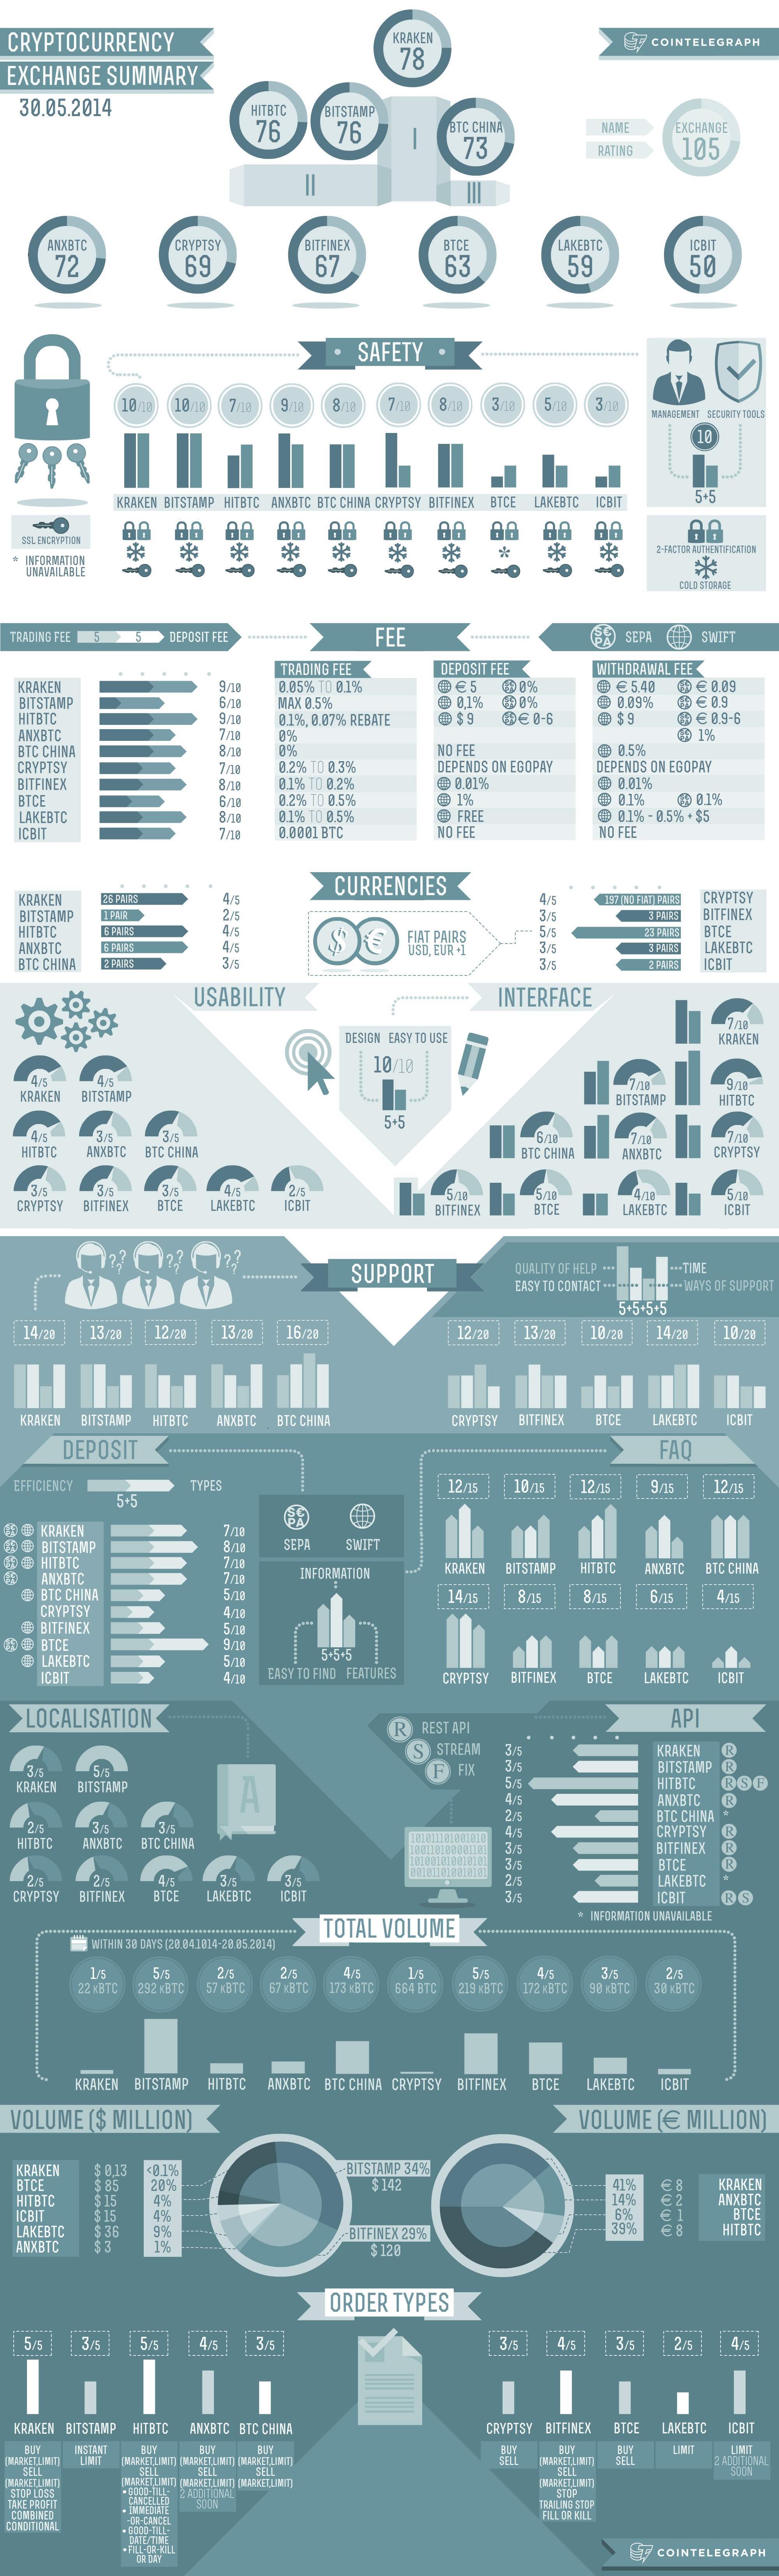 CRYPTOCURRENCY
EXCHANGE SUMMARY
30.05.2014
COINTELEGRAPH
KRAKEN
78
HITBTC
76
BITSTAMP
76
BTC CHINA
73
I
II
III
NAME
RATING
EXCHANGE
105
ANXBTC
72
CRYPTSY
69
BITFINEX
67
BTCE
63
LAKEBTC
59
ICBIT
50
SAFETY
10/10 10/10 7/10 9/10 8/10 7/10 8/10 3/10 5/10 3/10
KRAKEN BITSTAMP HITBTC ANXBTC BTC CHINA CRYPTSY BITFINEX BTCE LAKEBTC ICBIT
*
SSL ENCRYPTION
* INFORMATION
UNAVAILABLE
MANAGEMENT SECURITY TOOLS
10
5+5
2-FACTOR AUTHENTIFICATION
COLD STORAGE
TRADING FEE 5 5 DEPOSIT FEE
FEE
SEPA SWIFT
TRADING FEE DEPOSIT FEE WITHDRAWAL FEE
KRAKEN 9/10 0.05% TO 0.1% € 5 0% € 5.40 € 0.09
BITSTAMP 6/10 MAX 0.5% 0,1% 0% 0.09% € 0.9
HITBTC 9/10 0.1%, 0.07% REBATE $ 9 € 0-6 $ 9 € 0.9-6
ANXBTC 7/10 0% 1%
BTC CHINA 8/10 0% NO FEE 0.5%
CRYPTSY 7/10 0.2% TO 0.3% DEPENDS ON EGOPAY DEPENDS ON EGOPAY
BITFINEX 8/10 0.1% TO 0.2% 0.01% 0.01%
BTCE 6/10 0.2% TO 0.5% 1% 0.1% 0.1%
LAKEBTC 8/10 0.1% TO 0.5% FREE 0.1% - 0.5% + $5
ICBIT 7/10 0.0001 BTC NO FEE NO FEE
CURRENCIES
KRAKEN 26 PAIRS 4/5
BITSTAMP 1 PAIR 2/5
HITBTC 6 PAIRS 4/5
ANXBTC 6 PAIRS 4/5
BTC CHINA 2 PAIRS 3/5
$ €
FIAT PAIRS
USD, EUR +1
4/5 197 (NO FIAT) PAIRS CRYPTSY
3/5 3 PAIRS BITFINEX
5/5 23 PAIRS BTCE
3/5 3 PAIRS LAKEBTC
3/5 2 PAIRS ICBIT
USABILITY
4/5 4/5
KRAKEN BITSTAMP
4/5 3/5 3/5
HITBTC ANXBTC BTC CHINA
3/5 3/5 3/5 4/5 2/5
CRYPTSY BITFINEX BTCE LAKEBTC ICBIT
DESIGN EASY TO USE
10/10
5+5
INTERFACE
7/10
KRAKEN
7/10 9/10
BITSTAMP HITBTC
6/10 7/10 7/10
BTC CHINA ANXBTC CRYPTSY
5/10 5/10 4/10 5/10
BITFINEX BTCE LAKEBTC ICBIT
SUPPORT
?? ?? ??
QUALITY OF HELP TIME
EASY TO CONTACT WAYS OF SUPPORT
5+5+5+5
14/20 13/20 12/20 13/20 16/20
KRAKEN BITSTAMP HITBTC ANXBTC BTC CHINA
12/20 13/20 10/20 14/20 10/20
CRYPTSY BITFINEX BTCE LAKEBTC ICBIT
DEPOSIT
EFFICIENCY TYPES
5+5
KRAKEN 7/10
BITSTAMP 8/10
HITBTC 7/10
ANXBTC 7/10
BTC CHINA 5/10
CRYPTSY 4/10
BITFINEX 5/10
BTCE 9/10
LAKEBTC 5/10
ICBIT 4/10
SEPA SWIFT
INFORMATION
5+5+5
EASY TO FIND FEATURES
FAQ
12/15 10/15 12/15 9/15 12/15
KRAKEN BITSTAMP HITBTC ANXBTC BTC CHINA
14/15 8/15 8/15 6/15 4/15
CRYPTSY BITFINEX BTCE LAKEBTC ICBIT
LOCALISATION
3/5 5/5
KRAKEN BITSTAMP
2/5 3/5 3/5
HITBTC ANXBTC BTC CHINA
2/5 2/5 4/5 3/5 3/5
CRYPTSY BITFINEX BTCE LAKEBTC ICBIT
A
R REST API
S STREAM
F FIX
API
3/5 KRAKEN R
3/5 BITSTAMP R
5/5 HITBTC R S F
4/5 ANXBTC R
2/5 BTC CHINA *
4/5 CRYPTSY R
3/5 BITFINEX R
3/5 BTCE R
2/5 LAKEBTC *
3/5 ICBIT R S
* INFORMATION UNAVAILABLE
TOTAL VOLUME
WITHIN 30 DAYS (20.04.1014-20.05.2014)
1/5 5/5 2/5 2/5 4/5 1/5 5/5 4/5 3/5 2/5
22 KBTC 292 KBTC 57 KBTC 67 KBTC 173 KBTC 664 BTC 219 KBTC 172 KBTC 90 KBTC 30 KBTC
KRAKEN BITSTAMP HITBTC ANXBTC BTC CHINA CRYPTSY BITFINEX BTCE LAKEBTC ICBIT
VOLUME ($ MILLION)
KRAKEN $ 0,13 <0.1%
BTCE $ 85 20%
HITBTC $ 15 4%
ICBIT $ 15 4%
LAKEBTC $ 36 9%
ANXBTC $ 3 1%
BITSTAMP 34%
$ 142
BITFINEX 29%
$ 120
VOLUME (€ MILLION)
41% € 8 KRAKEN
14% € 2 ANXBTC
6% € 1 BTCE
39% € 8 HITBTC
ORDER TYPES
5/5 3/5 5/5 4/5 3/5
KRAKEN BITSTAMP HITBTC ANXBTC BTC CHINA
BUY
(MARKET,LIMIT)
SELL
(MARKET,LIMIT)
STOP LOSS
TAKE PROFIT
COMBINED
CONDITIONAL
INSTANT
LIMIT
BUY
(MARKET,LIMIT)
SELL
(MARKET,LIMIT)
• GOOD-TILL-
CANCELLED
• IMMEDIATE
-OR-CANCEL
• GOOD-TILL-
DATE/TIME
• FILL-OR-KILL
OR DAY
BUY
(MARKET,LIMIT)
SELL
(MARKET,LIMIT)
2 ADDITIONAL
SOON
BUY
(MARKET,LIMIT)
SELL
(MARKET,LIMIT)
3/5 4/5 3/5 2/5 4/5
CRYPTSY BITFINEX BTCE LAKEBTC ICBIT
BUY
SELL
BUY
(MARKET,LIMIT)
SELL
(MARKET,LIMIT)
STOP
TRAILING STOP
FILL OR KILL
BUY
SELL
LIMIT
LIMIT
2 ADDITIONAL
SOON
COINTELEGRAPH